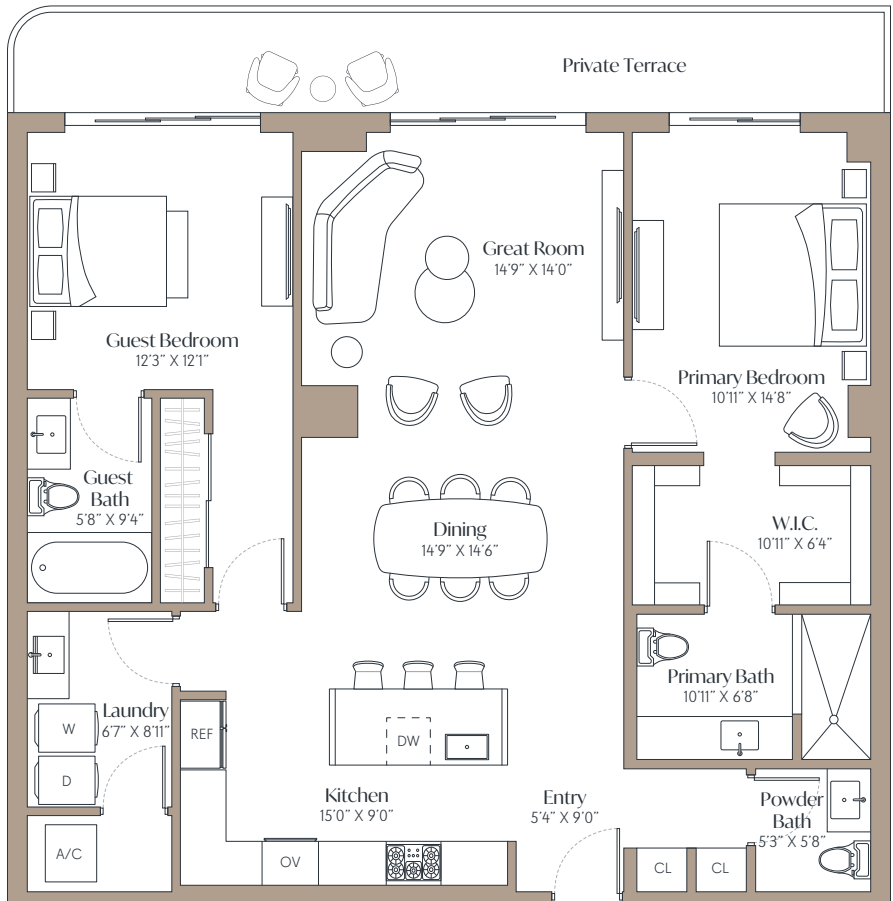 Private Terrace
Great Room
14'9" X 14'0"
Guest Bedroom
12'3" X 12'1"
Primary Bedroom
10'11" X 14'8"
Guest
Bath
5'8" X 9'4"
Dining
14'9" X 14'6"
W.I.C.
10'11" X 6'4"
Primary Bath
10'11" X 6'8"
Laundry
6'7" X 8'11"
W
D
A/C
REF
DW
Kitchen
15'0" X 9'0"
OV
Entry
5'4" X 9'0"
Powder
Bath
5'3" X 5'8"
CL
CL